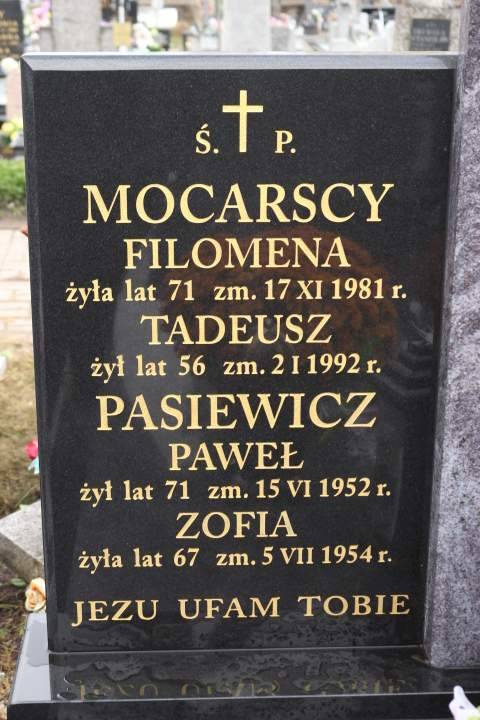 Ś. P.
MOCARSCY
FILOMENA
żyła lat 71 zm. 17 XI 1981 r.
TADEUSZ
żył lat 56 zm. 2 I 1992 r.
PASIEWICZ
PAWEŁ
żył lat 71 zm. 15 VI 1952 r.
ZOFIA
żyła lat 67 zm. 5 VII 1954 r.
JEZU UFAM TOBIE